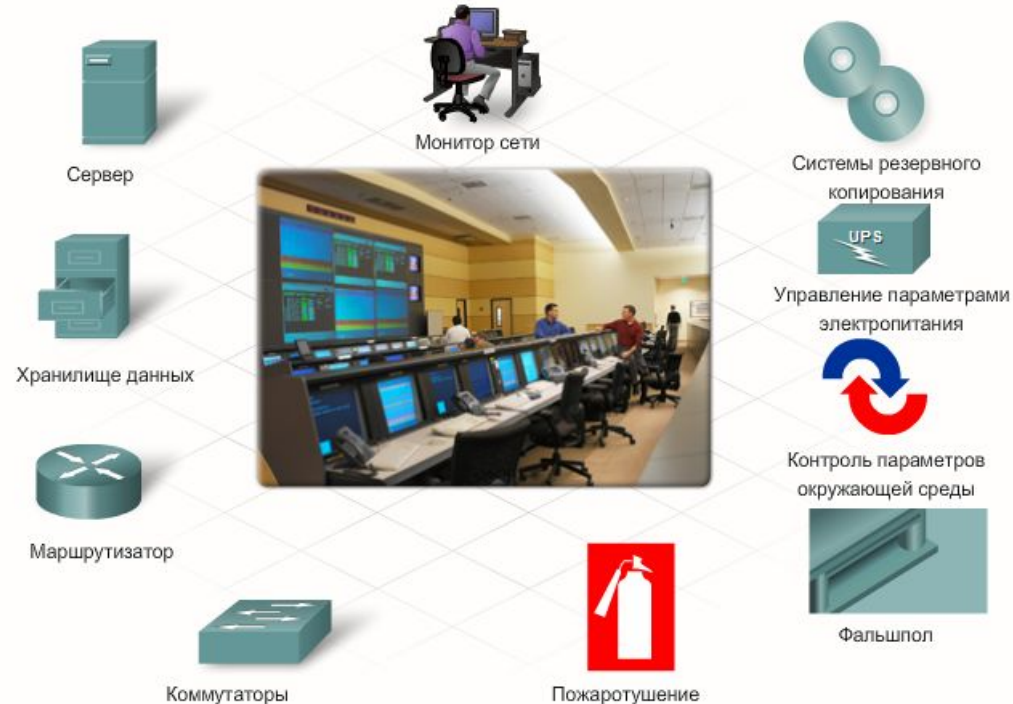 Монитор сети
Сервер
Системы резервного
копирования
UPS
Управление параметрами
электропитания
Хранилище данных
Контроль параметров
окружающей среды
Маршрутизатор
Фальшпол
Коммутаторы
Пожаротушение